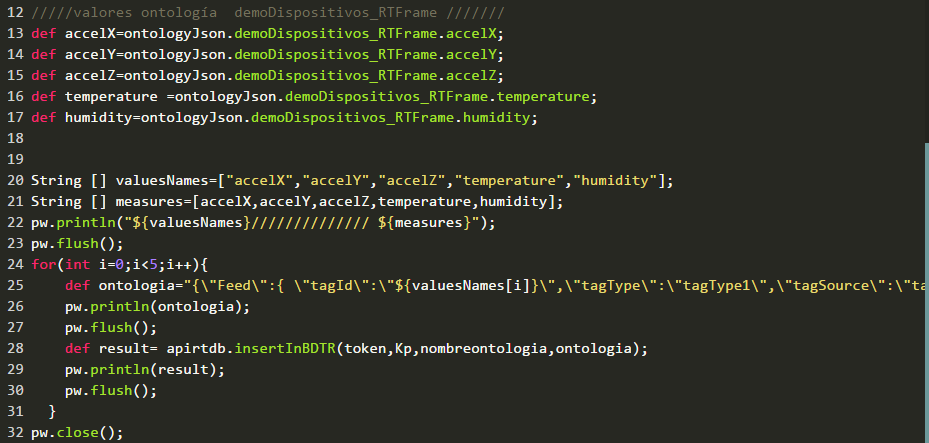 12 /////valores ontología  demoDispositivos_RTFrame ///////
13 def accelX=ontologyJson.demoDispositivos_RTFrame.accelX;
14 def accelY=ontologyJson.demoDispositivos_RTFrame.accelY;
15 def accelZ=ontologyJson.demoDispositivos_RTFrame.accelZ;
16 def temperature =ontologyJson.demoDispositivos_RTFrame.temperature;
17 def humidity=ontologyJson.demoDispositivos_RTFrame.humidity;
18
19
20 String [] valuesNames=["accelX","accelY","accelZ","temperature","humidity"];
21 String [] measures=[accelX,accelY,accelZ,temperature,humidity];
22 pw.println("${valuesNames}////////////// ${measures}");
23 pw.flush();
24 for(int i=0;i<5;i++){
25     def ontologia="{\"Feed\":{ \"tagId\":\"${valuesNames[i]}\",\"tagType\":\"tagType1\",\"tagSource\":\"ta
26     pw.println(ontologia);
27     pw.flush();
28     def result= apirtdb.insertInBDTR(token,Kp,nombreontologia,ontologia);
29     pw.println(result);
30     pw.flush();
31   }
32 pw.close();